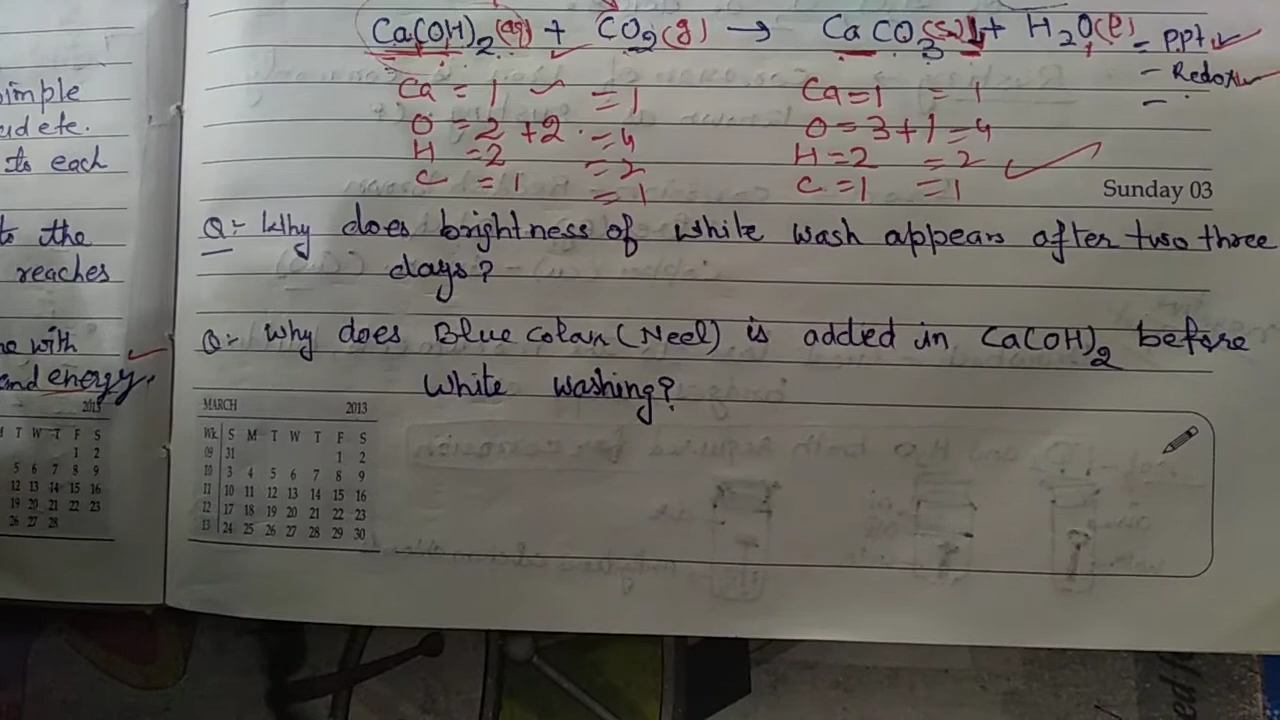 Ca(OH)2(aq) + CO2(g) → CaCO3(s)↓ + H2O(l) = ppt ✓
- Redox
-
Ca = 1 = 1 Ca=1 = 1
O = 2 + 2 = 4 O = 3+1 = 4
H = 2 = 2 H = 2 = 2
C = 1 = 1 C = 1 = 1
imple
etc.
to each
to the
reaches
with
and energy.
Sunday 03
Q:- Why does brightness of white wash appears after two three
days?
Q:- Why does Blue Colar (Neel) is added in Ca(OH)2 before
White washing?
2013
T W T F S
1 2
5 6 7 8 9
12 13 14 15 16
19 20 21 22 23
26 27 28
MARCH 2013
Wk S M T W T F S
09 31 1 2
10 3 4 5 6 7 8 9
11 10 11 12 13 14 15 16
12 17 18 19 20 21 22 23
13 24 25 26 27 28 29 30